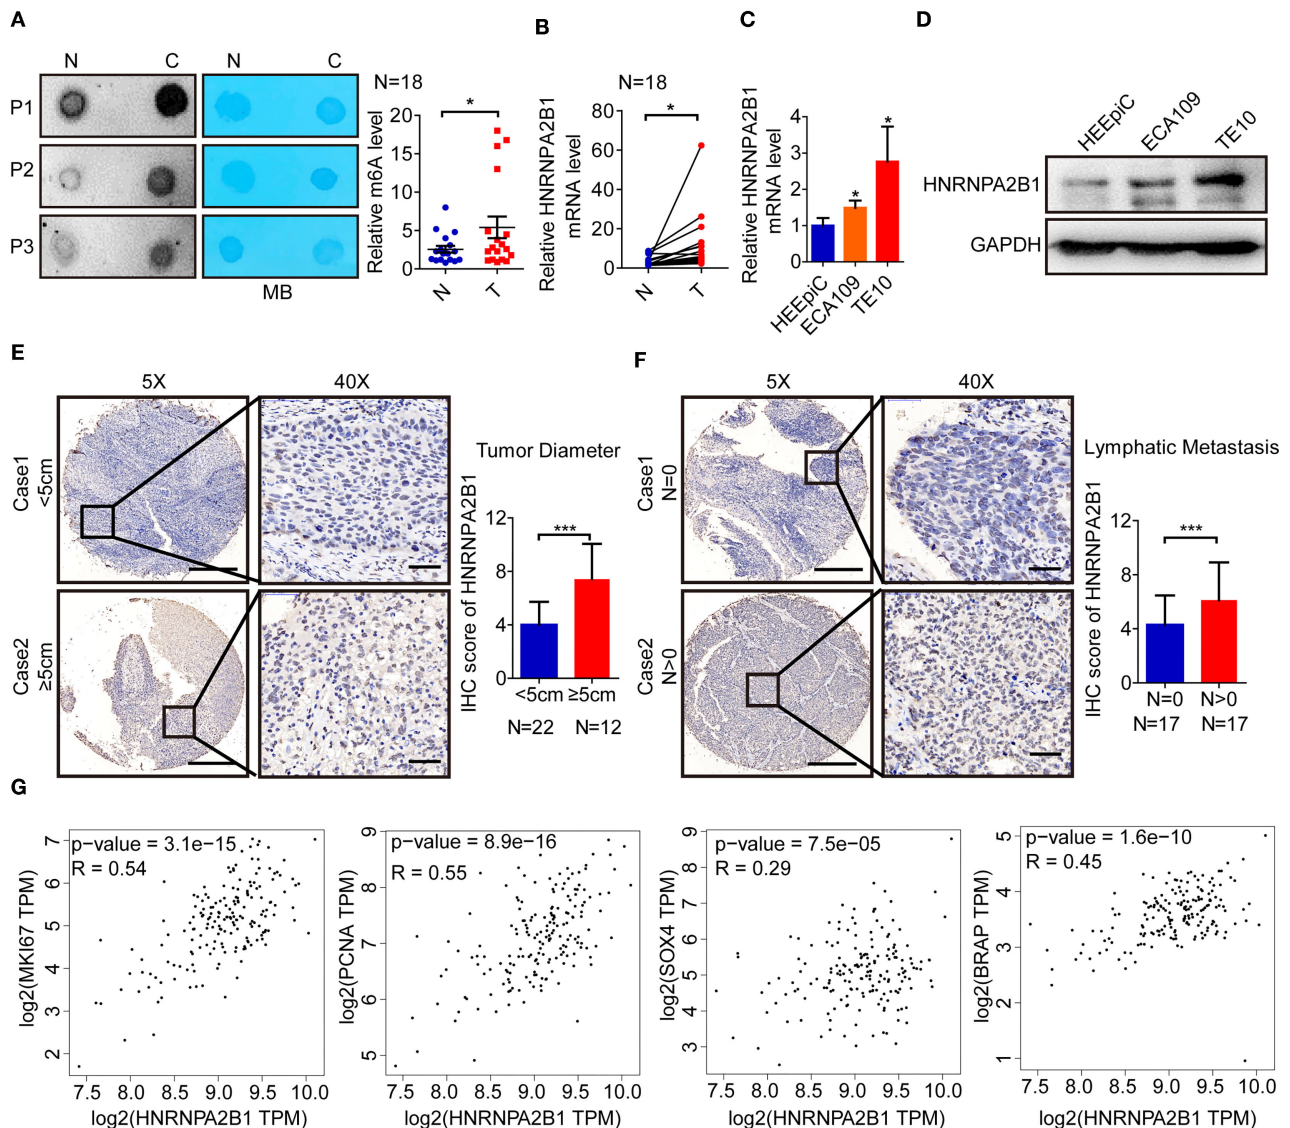 A
N C N C
P1
P2
P3
MB
N=18
*
Relative m6A level
20
15
10
5
0
N T
B
N=18
*
Relative HNRNPA2B1
mRNA level
80
60
40
20
0
N T
C
Relative HNRNPA2B1
mRNA level
4
3
2
1
0
* *
HEEpiC ECA109 TE10
D
HEEpiC ECA109 TE10
HNRNPA2B1
GAPDH
E
5X 40X
Case1
<5cm
Case2
≥5cm
Tumor Diameter
IHC score of HNRNPA2B1
12
8
4
0
***
<5cm ≥5cm
N=22 N=12
F
5X 40X
Case1
N=0
Case2
N>0
Lymphatic Metastasis
IHC score of HNRNPA2B1
12
8
4
0
***
N=0 N>0
N=17 N=17
G
p-value = 3.1e-15
R = 0.54
log2(MKI67 TPM)
7
6
5
4
3
2
7.5 8.0 8.5 9.0 9.5 10.0
log2(HNRNPA2B1 TPM)
p-value = 8.9e-16
R = 0.55
log2(PCNA TPM)
9
8
7
6
5
7.5 8.0 8.5 9.0 9.5 10.0
log2(HNRNPA2B1 TPM)
p-value = 7.5e-05
R = 0.29
log2(SOX4 TPM)
9
8
7
6
5
4
3
7.5 8.0 8.5 9.0 9.5 10.0
log2(HNRNPA2B1 TPM)
p-value = 1.6e-10
R = 0.45
log2(BRAP TPM)
5
4
3
2
1
7.5 8.0 8.5 9.0 9.5 10.0
log2(HNRNPA2B1 TPM)